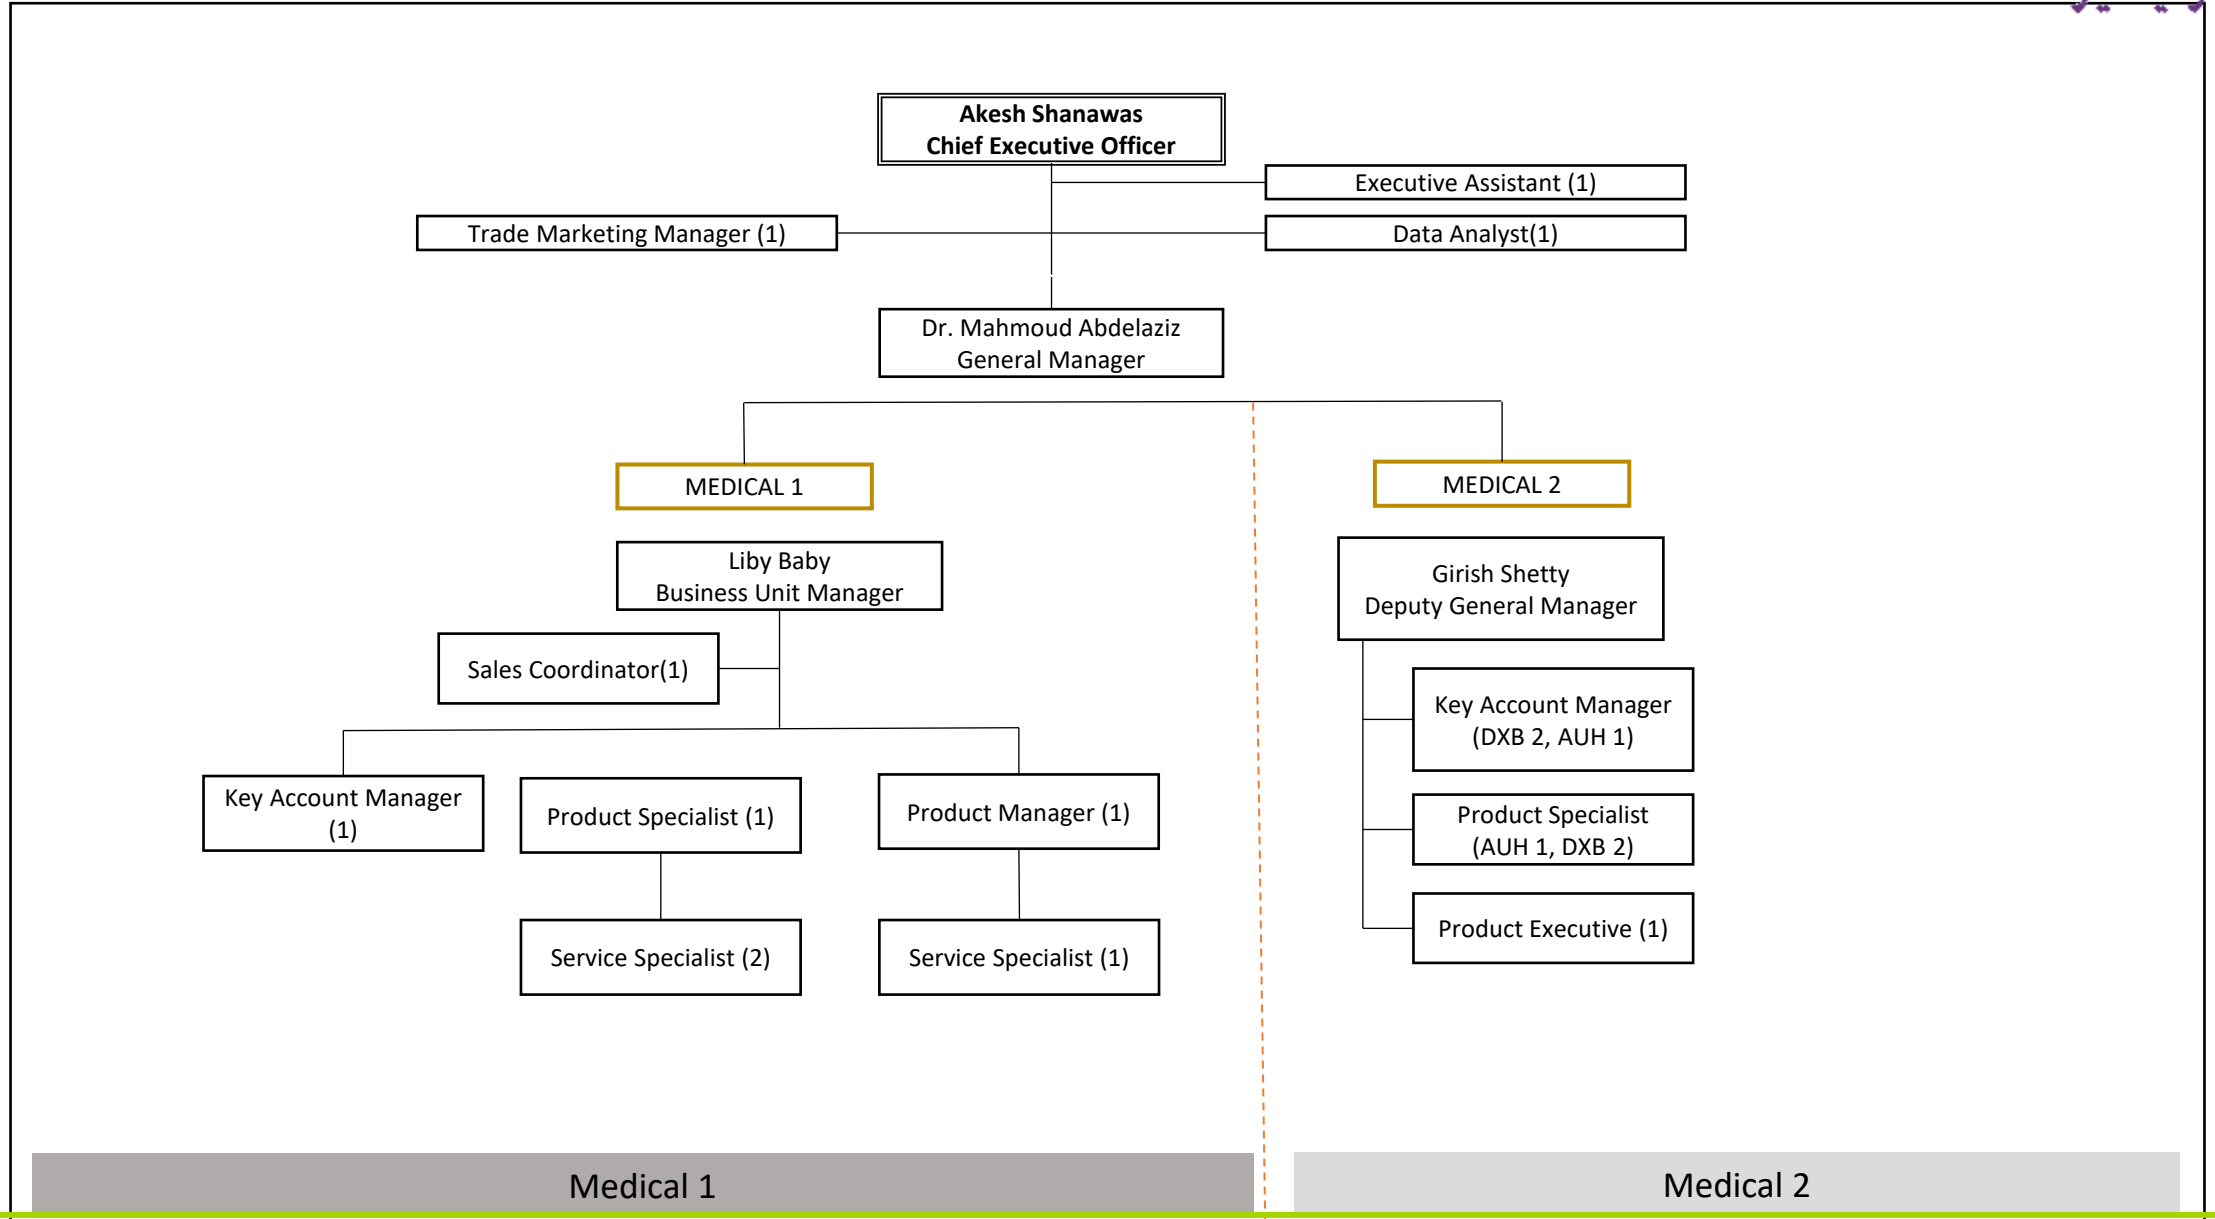 Akesh Shanawas
Chief Executive Officer
Executive Assistant (1)
Trade Marketing Manager (1)
Data Analyst(1)
Dr. Mahmoud Abdelaziz
General Manager
MEDICAL 1
MEDICAL 2
Liby Baby
Business Unit Manager
Girish Shetty
Deputy General Manager
Sales Coordinator(1)
Key Account Manager
(DXB 2, AUH 1)
Key Account Manager
(1)
Product Specialist (1)
Product Manager (1)
Product Specialist
(AUH 1, DXB 2)
Service Specialist (2)
Service Specialist (1)
Product Executive (1)
Medical 1
Medical 2